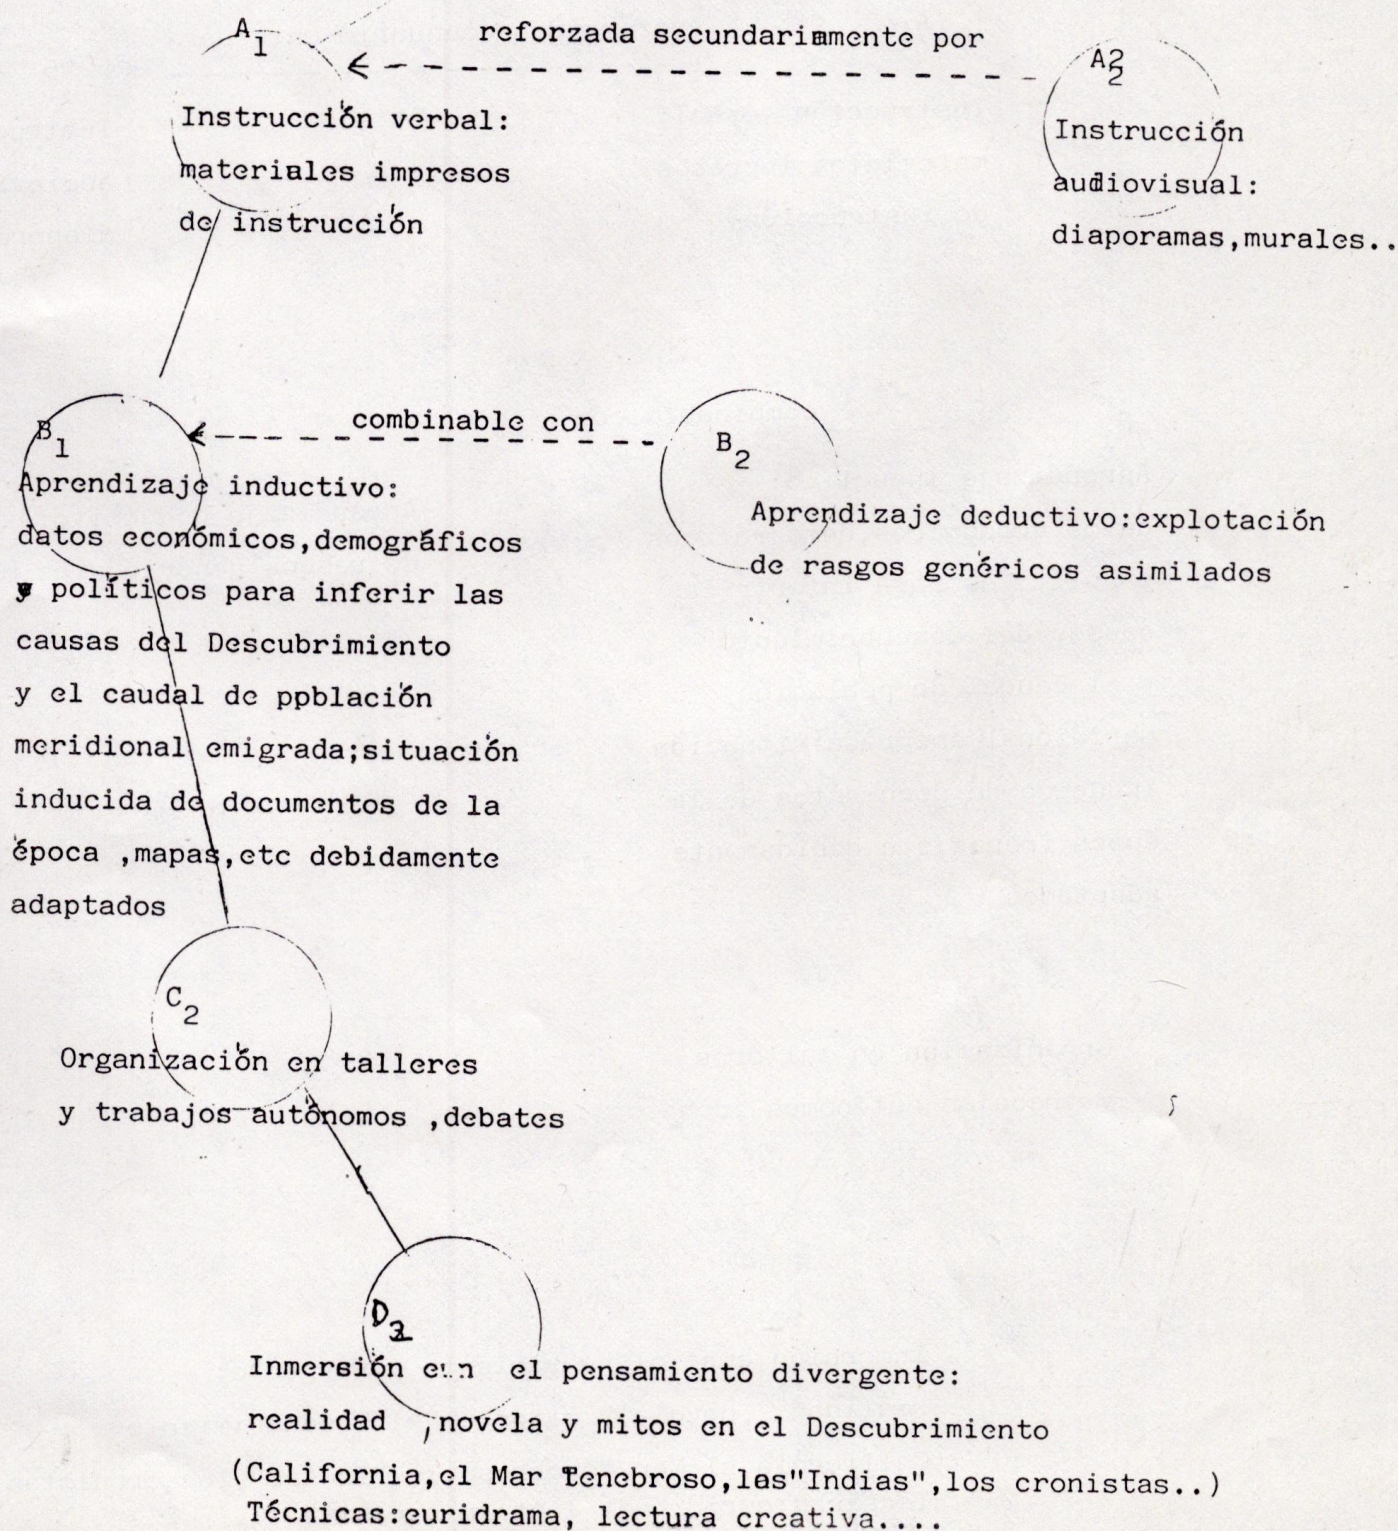 A1
reforzada secundariamente por
A2
Instrucción verbal:
materiales impresos
de instrucción
Instrucción
audiovisual:
diaporamas,murales..
B1
combinable con
B2
Aprendizaje inductivo:
datos económicos,demográficos
y políticos para inferir las
causas del Descubrimiento
y el caudal de ppblación
meridional emigrada;situación
inducida de documentos de la
época ,mapas,etc debidamente
adaptados
Aprendizaje deductivo:explotación
de rasgos genéricos asimilados
C2
Organización en talleres
y trabajos autónomos ,debates
D
Inmersión en el pensamiento divergente:
realidad ,novela y mitos en el Descubrimiento
(California,el Mar Tenebroso,las"Indias",los cronistas..)
Técnicas:euridrama, lectura creativa....